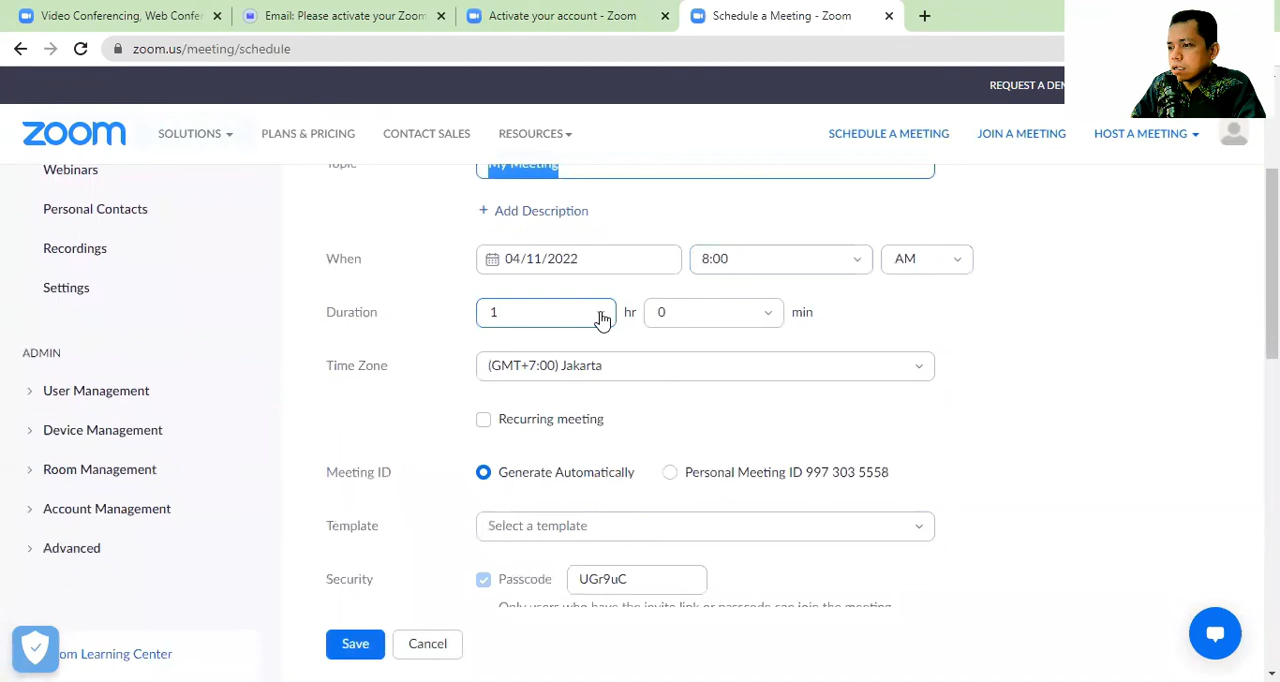 Video Conferencing, Web Confer
Email: Please activate your Zoom
Activate your account - Zoom
Schedule a Meeting - Zoom
zoom.us/meeting/schedule
REQUEST A DEM
zoom
SOLUTIONS
PLANS & PRICING
CONTACT SALES
RESOURCES
SCHEDULE A MEETING
JOIN A MEETING
HOST A MEETING
Webinars
Personal Contacts
Recordings
Settings
ADMIN
User Management
Device Management
Room Management
Account Management
Advanced
om Learning Center
Topic
My Meeting
+ Add Description
When
04/11/2022
8:00
AM
Duration
1
hr
0
min
Time Zone
(GMT+7:00) Jakarta
Recurring meeting
Meeting ID
Generate Automatically
Personal Meeting ID 997 303 5558
Template
Select a template
Security
Passcode
UGr9uC
Only users who have the invite link or passcode can join the meeting
Save
Cancel